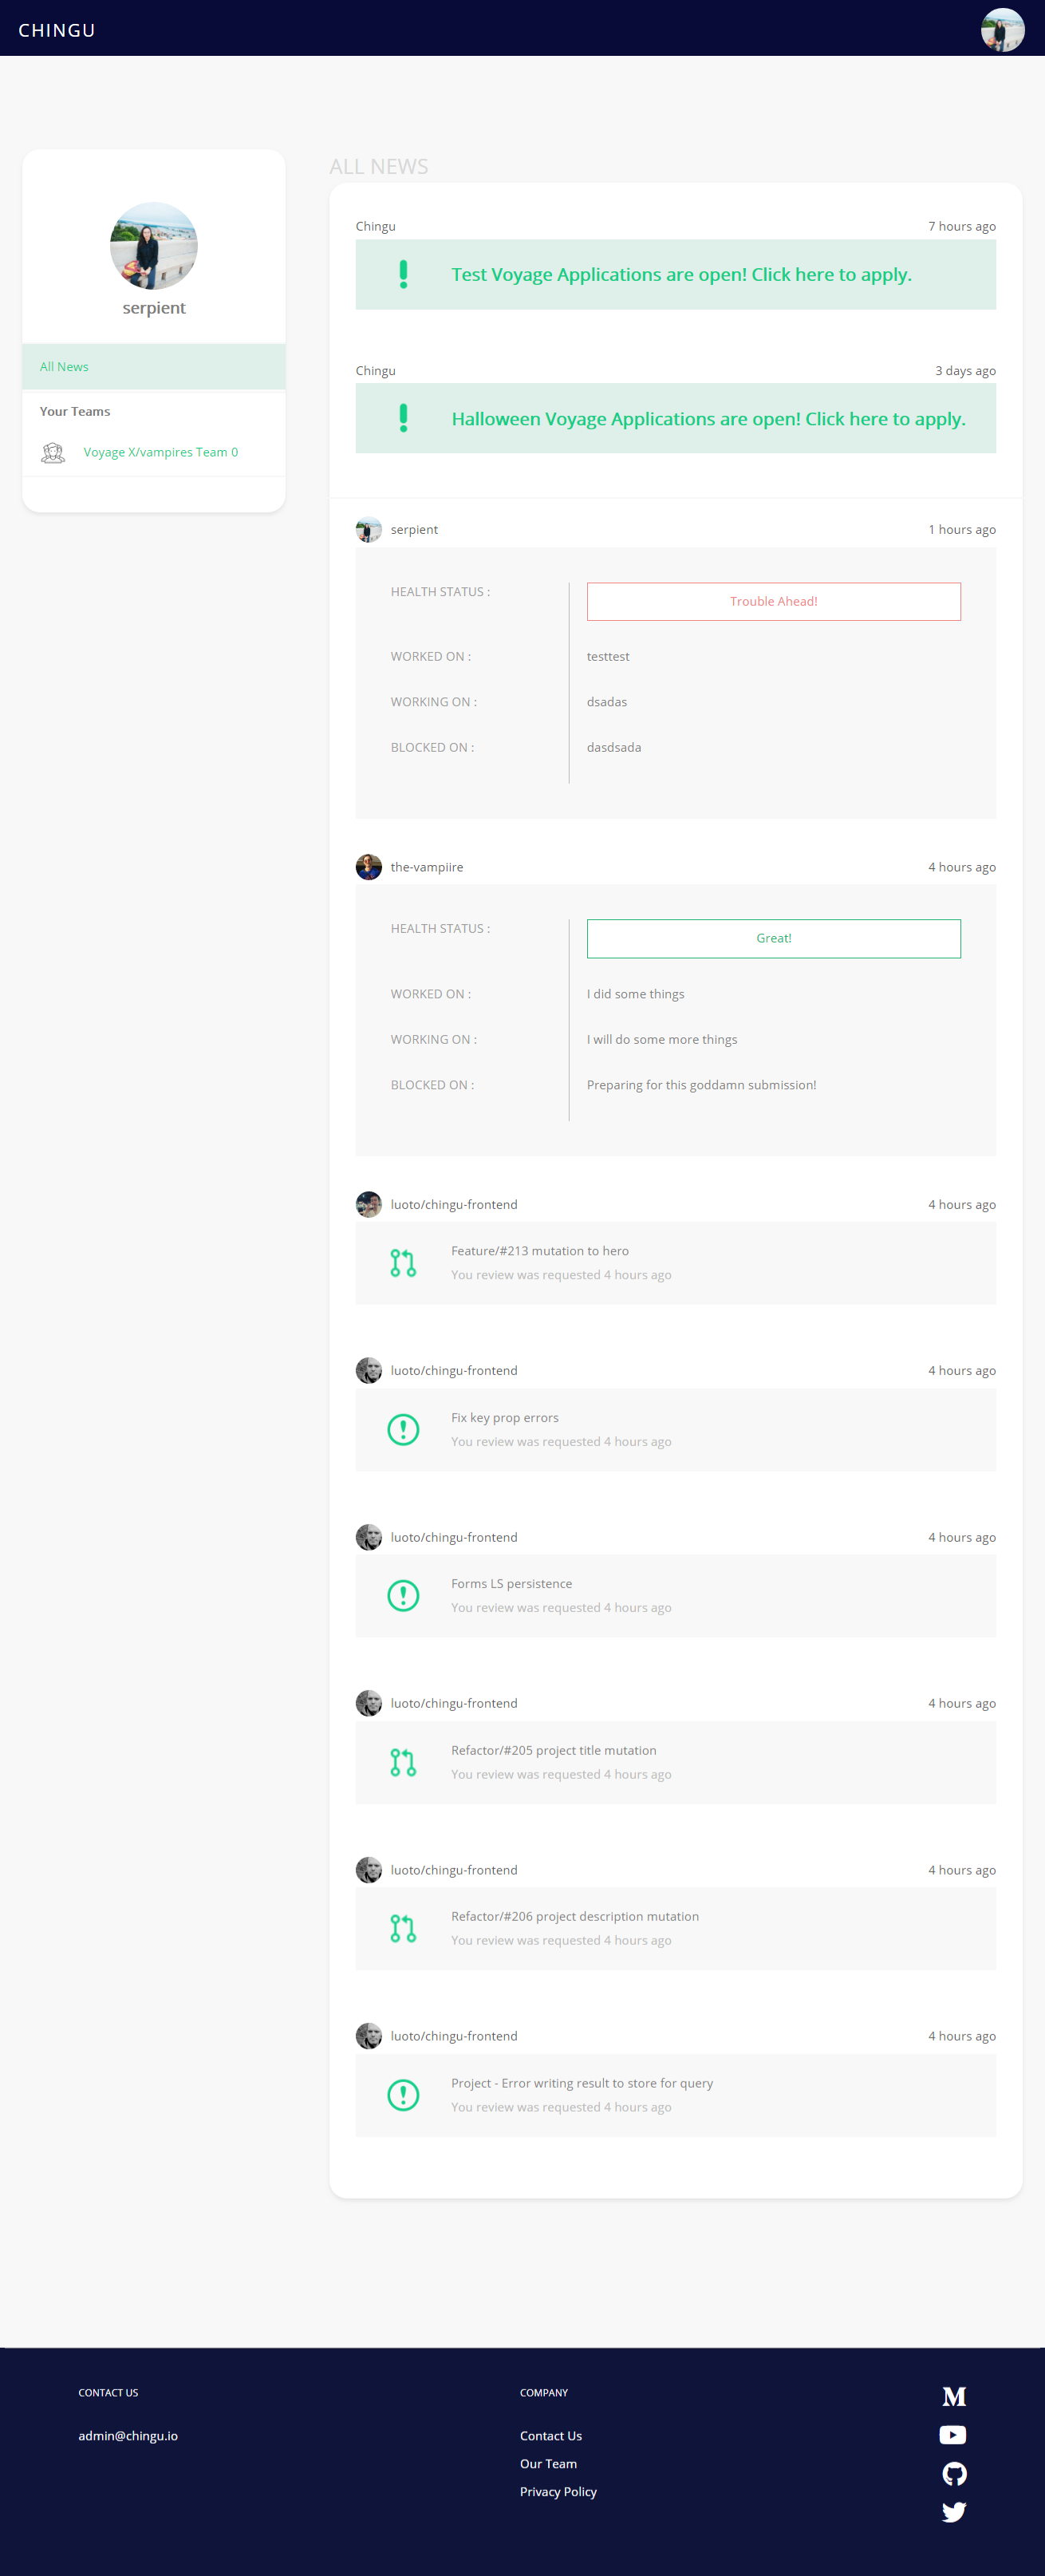 CHINGU
serpient
All News
Your Teams
Voyage X/vampires Team 0
ALL NEWS
Chingu 7 hours ago
Test Voyage Applications are open! Click here to apply.
Chingu 3 days ago
Halloween Voyage Applications are open! Click here to apply.
serpient 1 hours ago
HEALTH STATUS : Trouble Ahead!
WORKED ON : testtest
WORKING ON : dsadas
BLOCKED ON : dasdsada
the-vampiire 4 hours ago
HEALTH STATUS : Great!
WORKED ON : I did some things
WORKING ON : I will do some more things
BLOCKED ON : Preparing for this goddamn submission!
luoto/chingu-frontend 4 hours ago
Feature/#213 mutation to hero
You review was requested 4 hours ago
luoto/chingu-frontend 4 hours ago
Fix key prop errors
You review was requested 4 hours ago
luoto/chingu-frontend 4 hours ago
Forms LS persistence
You review was requested 4 hours ago
luoto/chingu-frontend 4 hours ago
Refactor/#205 project title mutation
You review was requested 4 hours ago
luoto/chingu-frontend 4 hours ago
Refactor/#206 project description mutation
You review was requested 4 hours ago
luoto/chingu-frontend 4 hours ago
Project - Error writing result to store for query
You review was requested 4 hours ago
CONTACT US
admin@chingu.io
COMPANY
Contact Us
Our Team
Privacy Policy